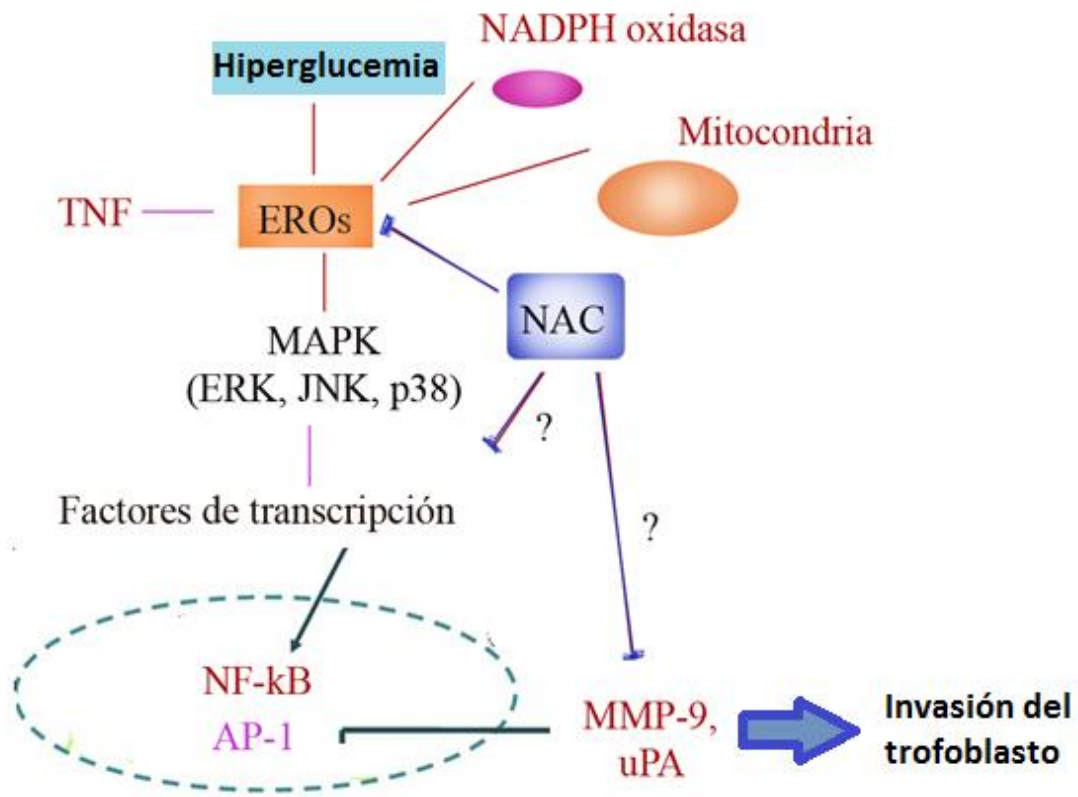 NADPH oxidasa
Hiperglucemia
Mitocondria
TNF
EROs
NAC
MAPK
(ERK, JNK, p38)
?
Factores de transcripción
?
NF-kB
AP-1
MMP-9,
uPA
Invasión del
trofoblasto